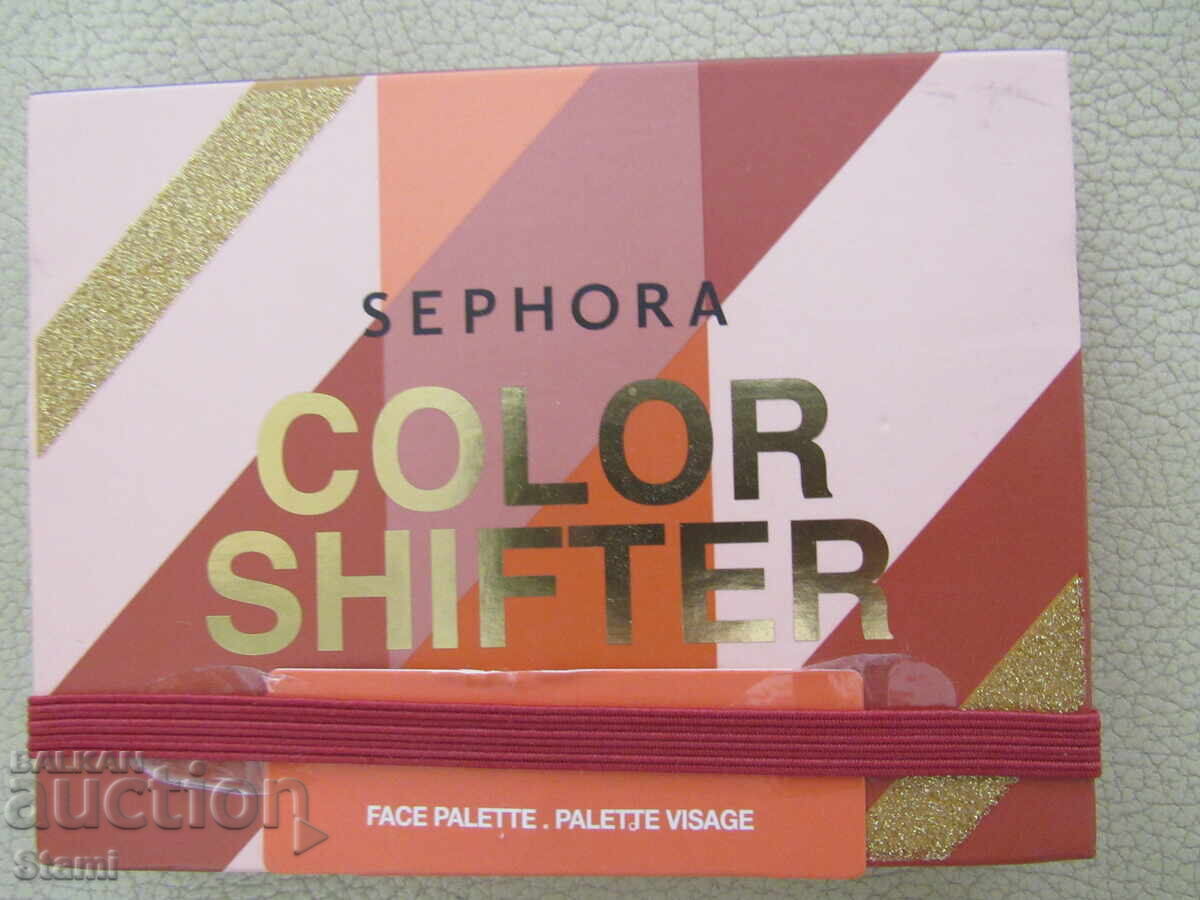 SEPHORA
COLOR
SHIFTER
FACE PALETTE . PALETTE VISAGE
BALKAN
auction
Stami